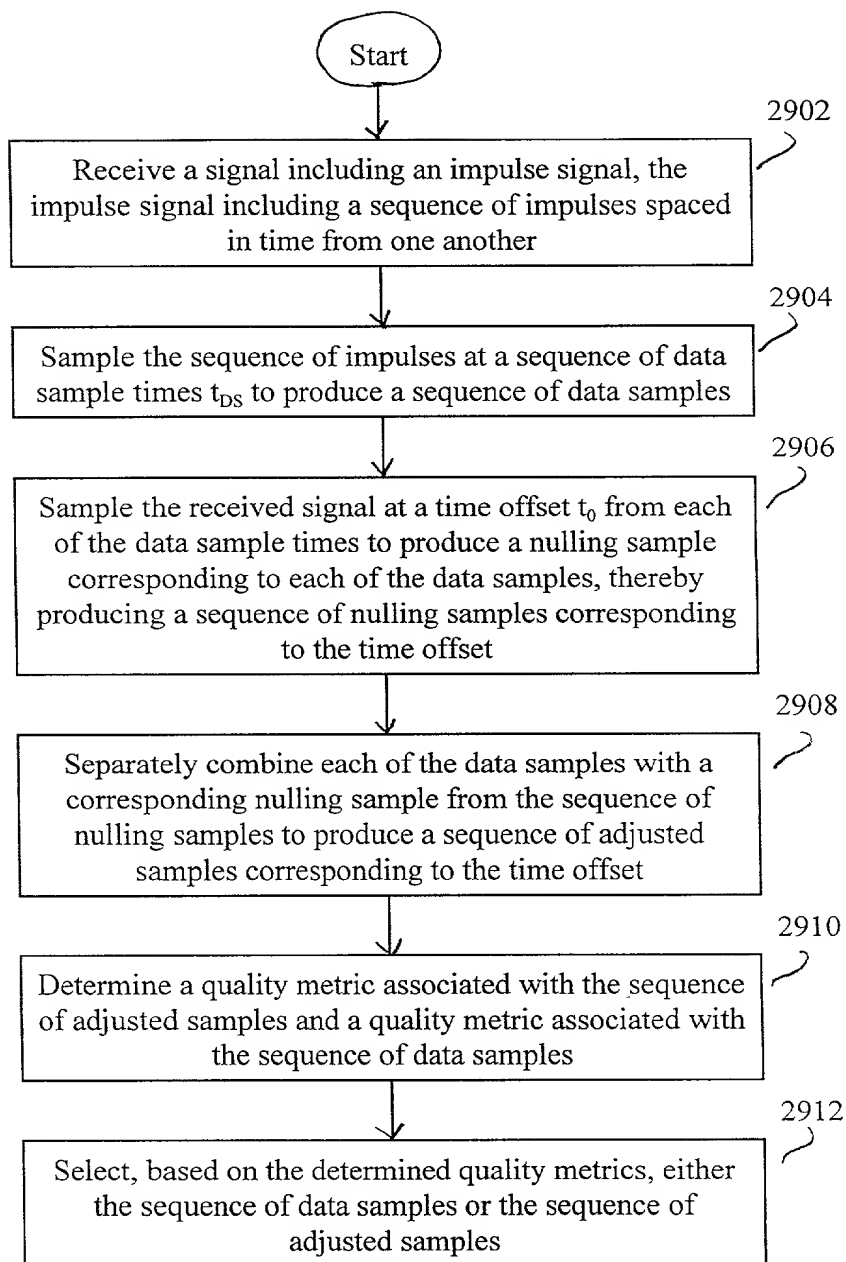 Start
2902
Receive a signal including an impulse signal, the
impulse signal including a sequence of impulses spaced
in time from one another
2904
Sample the sequence of impulses at a sequence of data
sample times tDS to produce a sequence of data samples
2906
Sample the received signal at a time offset t0 from each
of the data sample times to produce a nulling sample
corresponding to each of the data samples, thereby
producing a sequence of nulling samples corresponding
to the time offset
2908
Separately combine each of the data samples with a
corresponding nulling sample from the sequence of
nulling samples to produce a sequence of adjusted
samples corresponding to the time offset
2910
Determine a quality metric associated with the sequence
of adjusted samples and a quality metric associated with
the sequence of data samples
2912
Select, based on the determined quality metrics, either
the sequence of data samples or the sequence of
adjusted samples